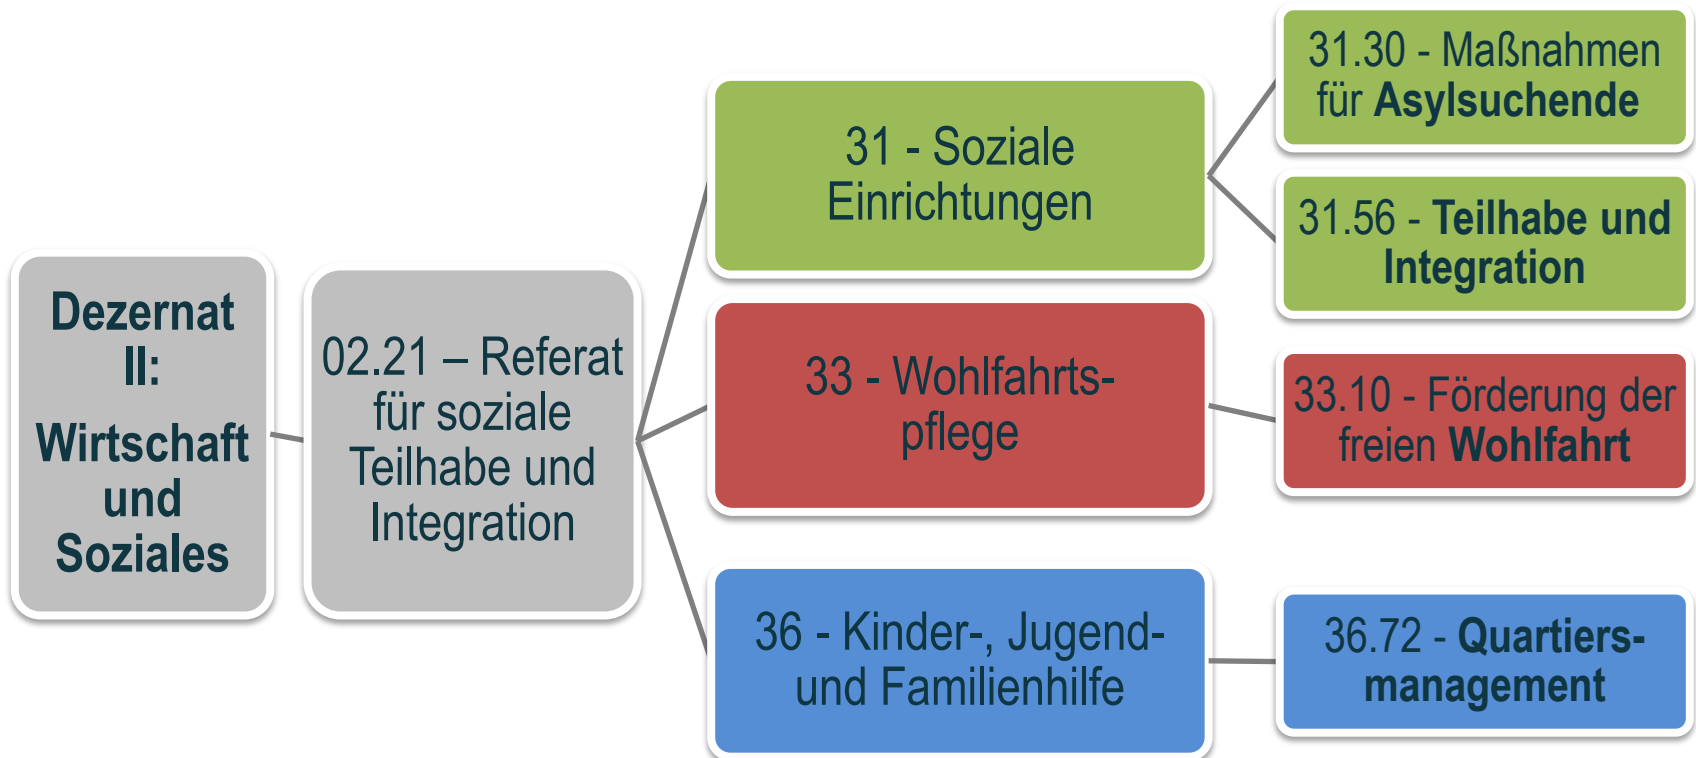 Dezernat
II:
Wirtschaft
und
Soziales
02.21 – Referat
für soziale
Teilhabe und
Integration
31 - Soziale
Einrichtungen
31.30 - Maßnahmen
für Asylsuchende
31.56 - Teilhabe und
Integration
33 - Wohlfahrts-
pflege
33.10 - Förderung der
freien Wohlfahrt
36 - Kinder-, Jugend-
und Familienhilfe
36.72 - Quartiers-
management